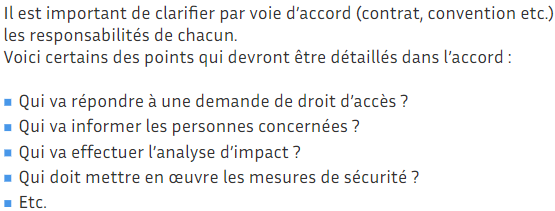 Il est important de clarifier par voie d’accord (contrat, convention etc.)
les responsabilités de chacun.
Voici certains des points qui devront être détaillés dans l’accord :
▪ Qui va répondre à une demande de droit d’accès ?
▪ Qui va informer les personnes concernées ?
▪ Qui va effectuer l’analyse d’impact ?
▪ Qui doit mettre en œuvre les mesures de sécurité ?
▪ Etc.